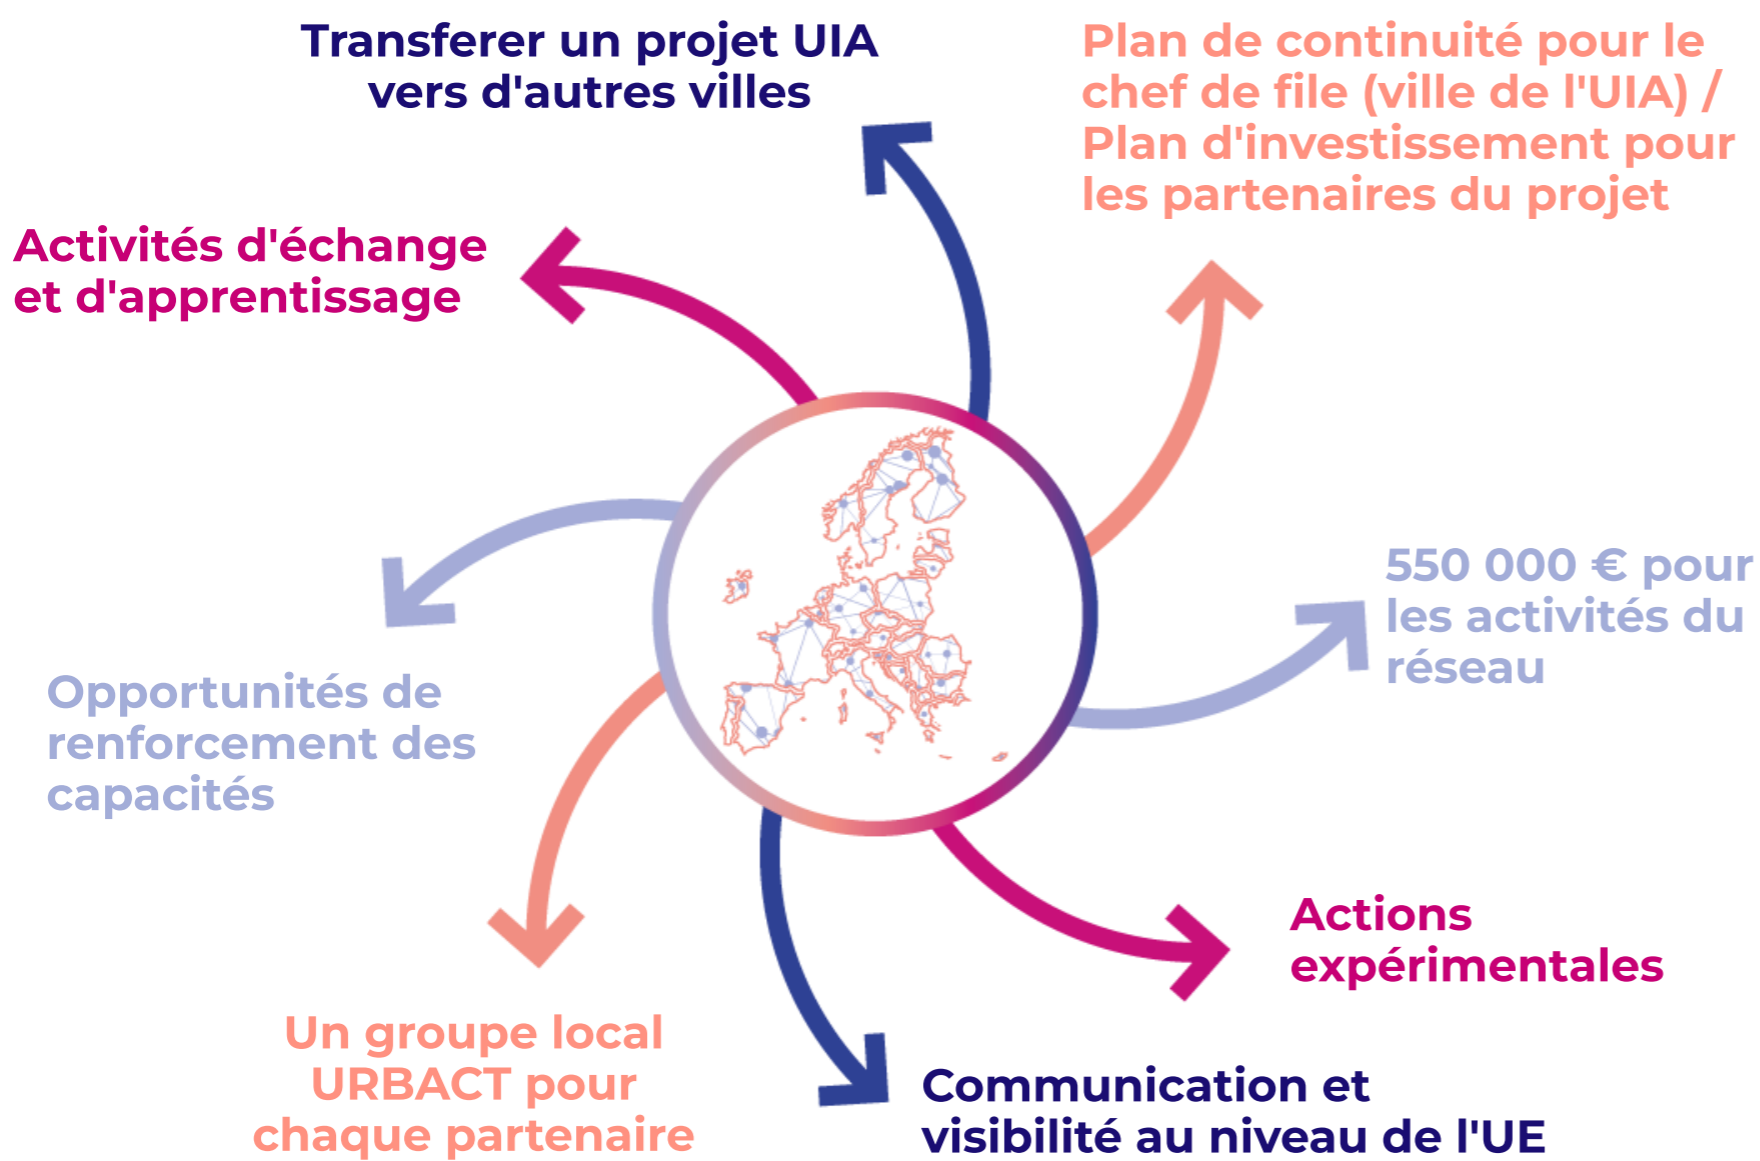 Transferer un projet UIA
vers d'autres villes
Plan de continuité pour le
chef de file (ville de l'UIA) /
Plan d'investissement pour
les partenaires du projet
Activités d'échange
et d'apprentissage
550 000 € pour
les activités du
réseau
Opportunités de
renforcement des
capacités
Actions
expérimentales
Un groupe local
URBACT pour
chaque partenaire
Communication et
visibilité au niveau de l'UE